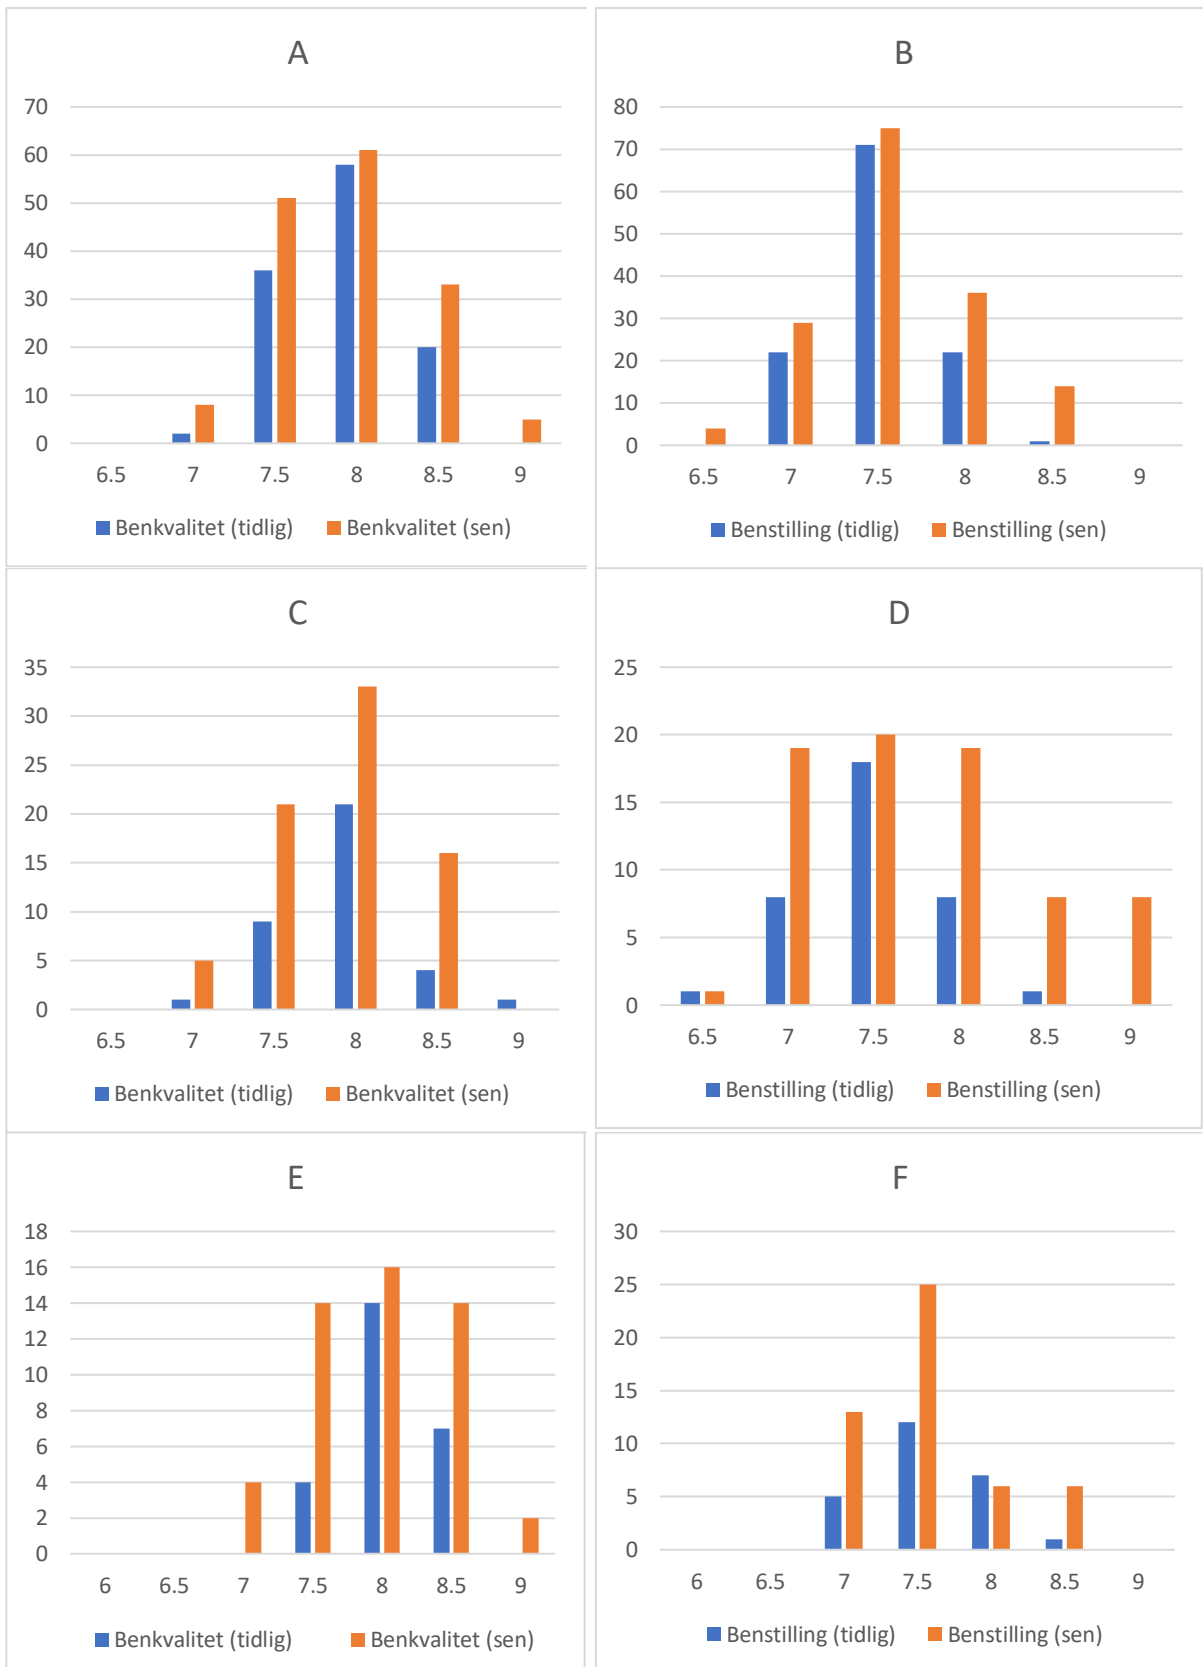 A
70
60
50
40
30
20
10
0
6.5 7 7.5 8 8.5 9
Benkvalitet (tidlig) Benkvalitet (sen)
B
80
70
60
50
40
30
20
10
0
6.5 7 7.5 8 8.5 9
Benstilling (tidlig) Benstilling (sen)
C
35
30
25
20
15
10
5
0
6.5 7 7.5 8 8.5 9
Benkvalitet (tidlig) Benkvalitet (sen)
D
25
20
15
10
5
0
6.5 7 7.5 8 8.5 9
Benstilling (tidlig) Benstilling (sen)
E
18
16
14
12
10
8
6
4
2
0
6 6.5 7 7.5 8 8.5 9
Benkvalitet (tidlig) Benkvalitet (sen)
F
30
25
20
15
10
5
0
6 6.5 7 7.5 8 8.5 9
Benstilling (tidlig) Benstilling (sen)